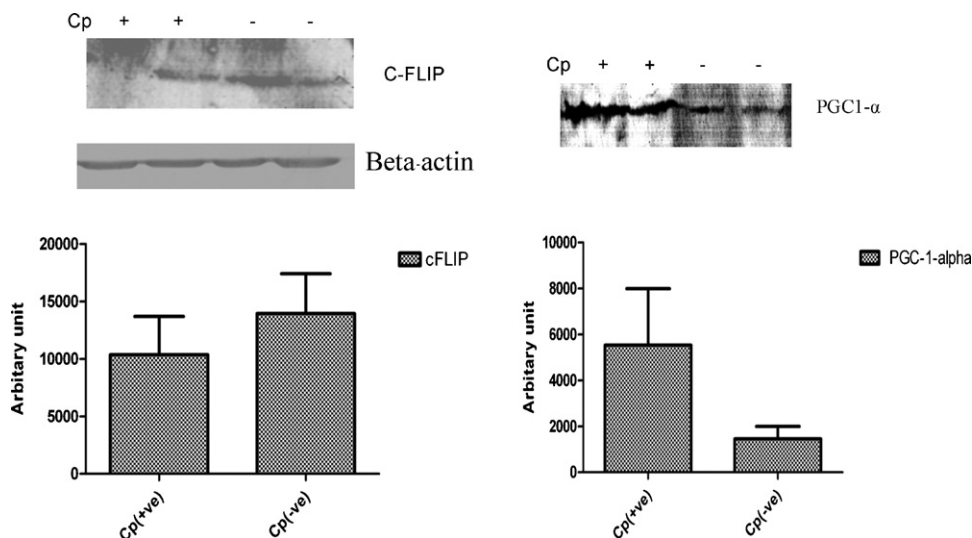 Cp + + - -
C-FLIP
Beta-actin
Cp + + - -
PGC1-α
20000
15000
10000
5000
0
Arbitary unit
Cp(+ve)
Cp(-ve)
cFLIP
10000
8000
6000
4000
2000
0
Arbitary unit
Cp(+ve)
Cp(-ve)
PGC-1-alpha